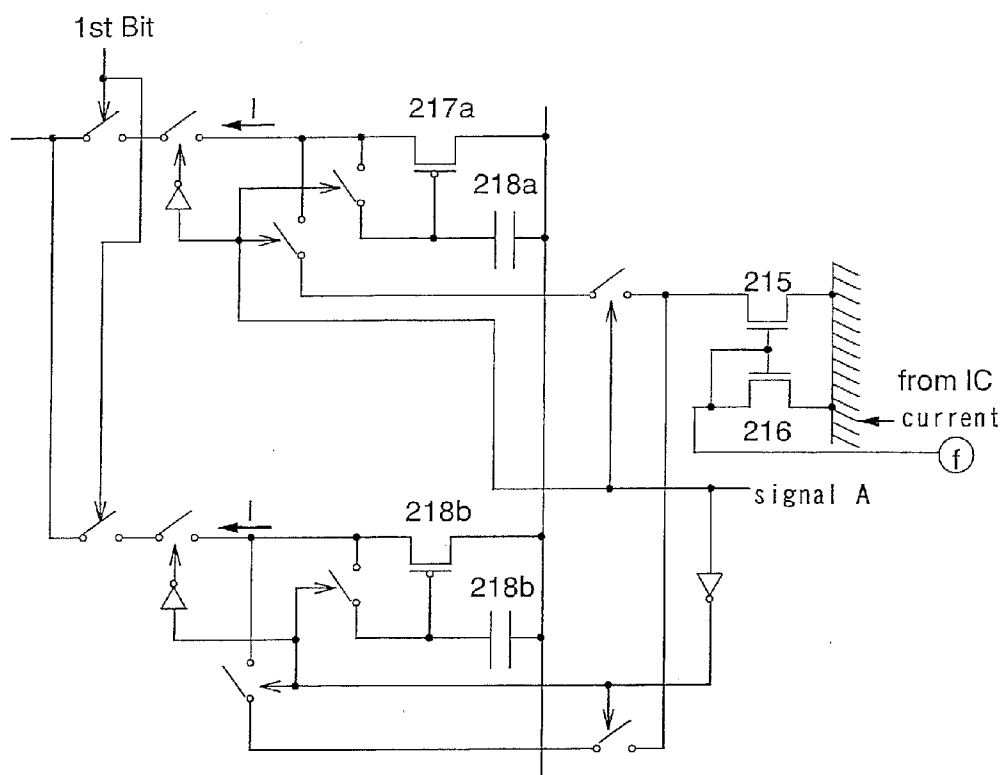 1st Bit
I
217a
218a
215
from IC
current
216
f
signal A
I
218b
218b